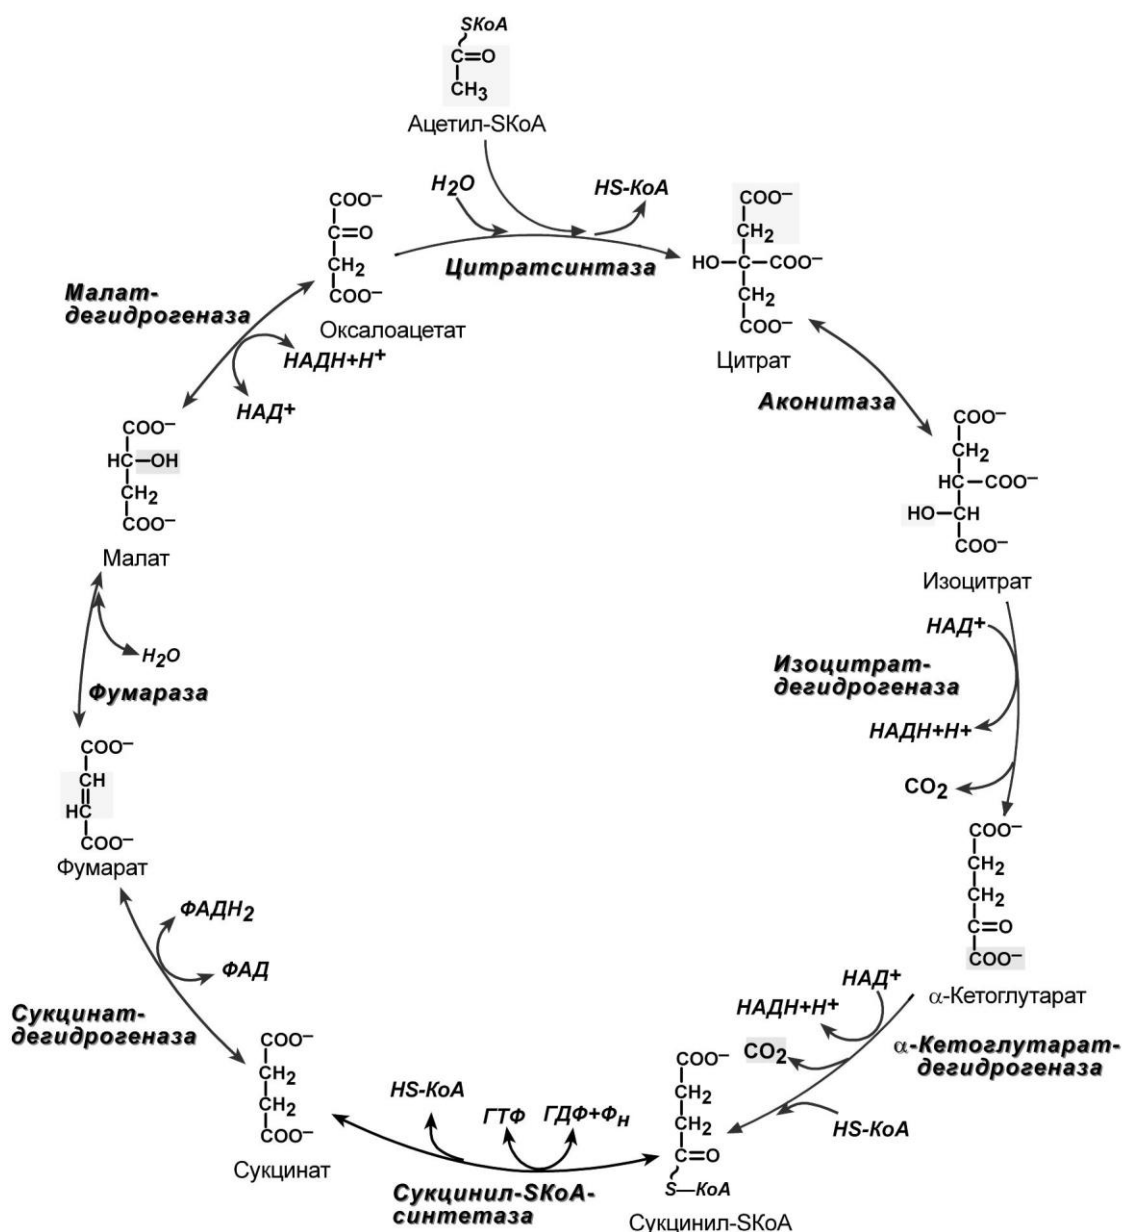 SKoA
C=O
CH3
Ацетил-SKoA
H2O
HS-KoA
COO–
C=O
CH2
COO–
Оксалоацетат
Цитратсинтаза
COO–
CH2
HO–C–COO–
CH2
COO–
Цитрат
Малат-
дегидрогеназа
НАДН+Н+
НАД+
Аконитаза
COO–
HC–OH
CH2
COO–
Малат
COO–
CH2
HC–COO–
HO–CH
COO–
Изоцитрат
НАД+
Изоцитрат-
дегидрогеназа
НАДН+Н+
CO2
H2O
Фумараза
COO–
CH
HC
COO–
Фумарат
COO–
CH2
CH2
C=O
COO–
α-Кетоглутарат
ФАДН2
ФАД
Сукцинат-
дегидрогеназа
НАД+
НАДН+Н+
CO2
α-Кетоглутарат-
дегидрогеназа
HS-KoA
COO–
CH2
CH2
COO–
Сукцинат
HS-KoA
ГТФ
ГДФ+Фн
Сукцинил-SKoA-
синтетаза
COO–
CH2
CH2
C=O
S—KoA
Сукцинил-SKoA